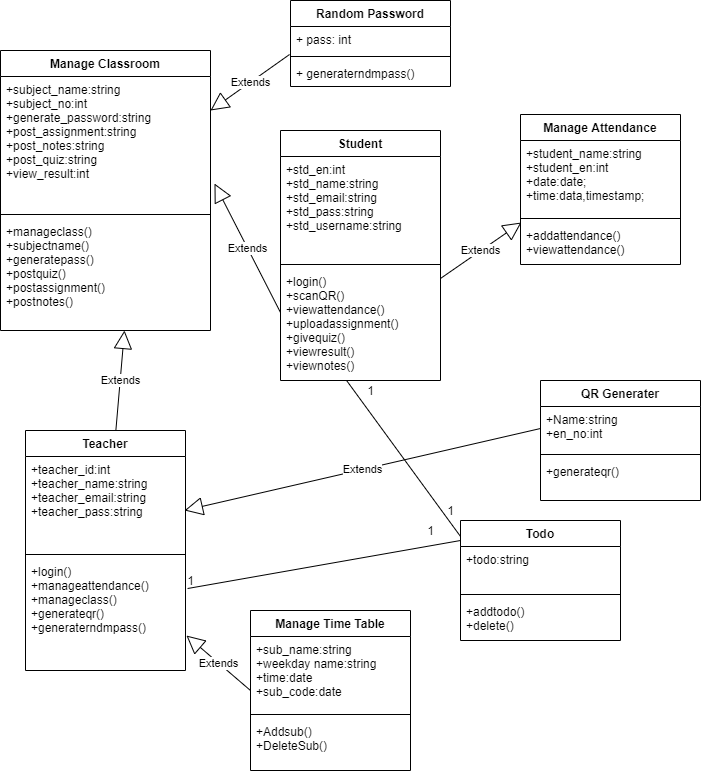 Random Password
+ pass: int
+ generaterndmpass()
Manage Classroom
+subject_name:string
+subject_no:int
+generate_password:string
+post_assignment:string
+post_notes:string
+post_quiz:string
+view_result:int
+manageclass()
+subjectname()
+generatepass()
+postquiz()
+postassignment()
+postnotes()
Extends
Student
+std_en:int
+std_name:string
+std_email:string
+std_pass:string
+std_username:string
+login()
+scanQR()
+viewattendance()
+uploadassignment()
+givequiz()
+viewresult()
+viewnotes()
Extends
Manage Attendance
+student_name:string
+student_en:int
+date:date;
+time:data,timestamp;
+addattendance()
+viewattendance()
Extends
Extends
1
QR Generater
+Name:string
+en_no:int
+generateqr()
Teacher
+teacher_id:int
+teacher_name:string
+teacher_email:string
+teacher_pass:string
+login()
+manageattendance()
+manageclass()
+generateqr()
+generaterndmpass()
Extends
1
1
1
Todo
+todo:string
+addtodo()
+delete()
Manage Time Table
+sub_name:string
+weekday name:string
+time:date
+sub_code:date
+Addsub()
+DeleteSub()
Extends